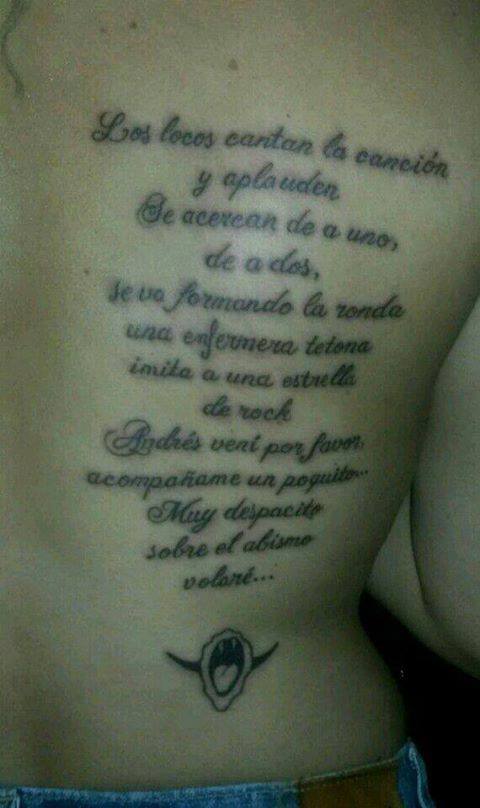 Los locos cantan la canción
y aplauden
Se acercan de a uno,
de a dos,
se va formando la ronda
una enfermera tetona
imita a una estrella
de rock
Andrés vení por favor,
acompañame un poquito...
Muy despacito
sobre el abismo
volaré...